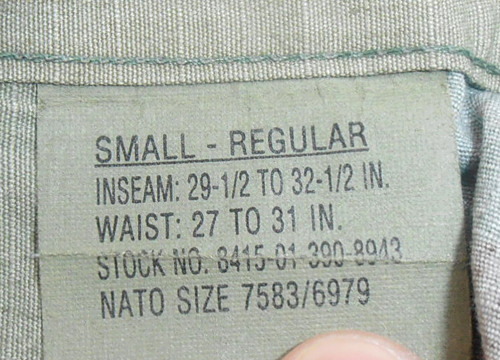 SMALL - REGULAR
INSEAM: 29-1/2 TO 32-1/2 IN.
WAIST: 27 TO 31 IN.
STOCK NO. 8415-01-390-8943
NATO SIZE 7583/6979